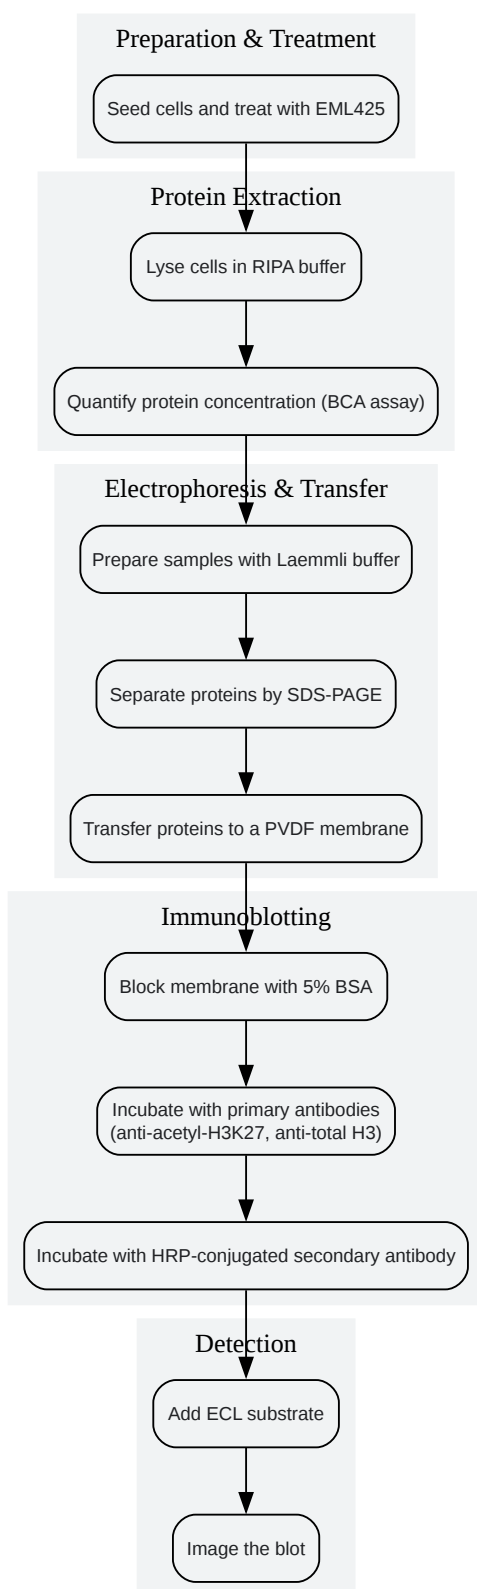 Preparation & Treatment
Seed cells and treat with EML425
Protein Extraction
Lyse cells in RIPA buffer
Quantify protein concentration (BCA assay)
Electrophoresis & Transfer
Prepare samples with Laemmli buffer
Separate proteins by SDS-PAGE
Transfer proteins to a PVDF membrane
Immunoblotting
Block membrane with 5% BSA
Incubate with primary antibodies
(anti-acetyl-H3K27, anti-total H3)
Incubate with HRP-conjugated secondary antibody
Detection
Add ECL substrate
Image the blot